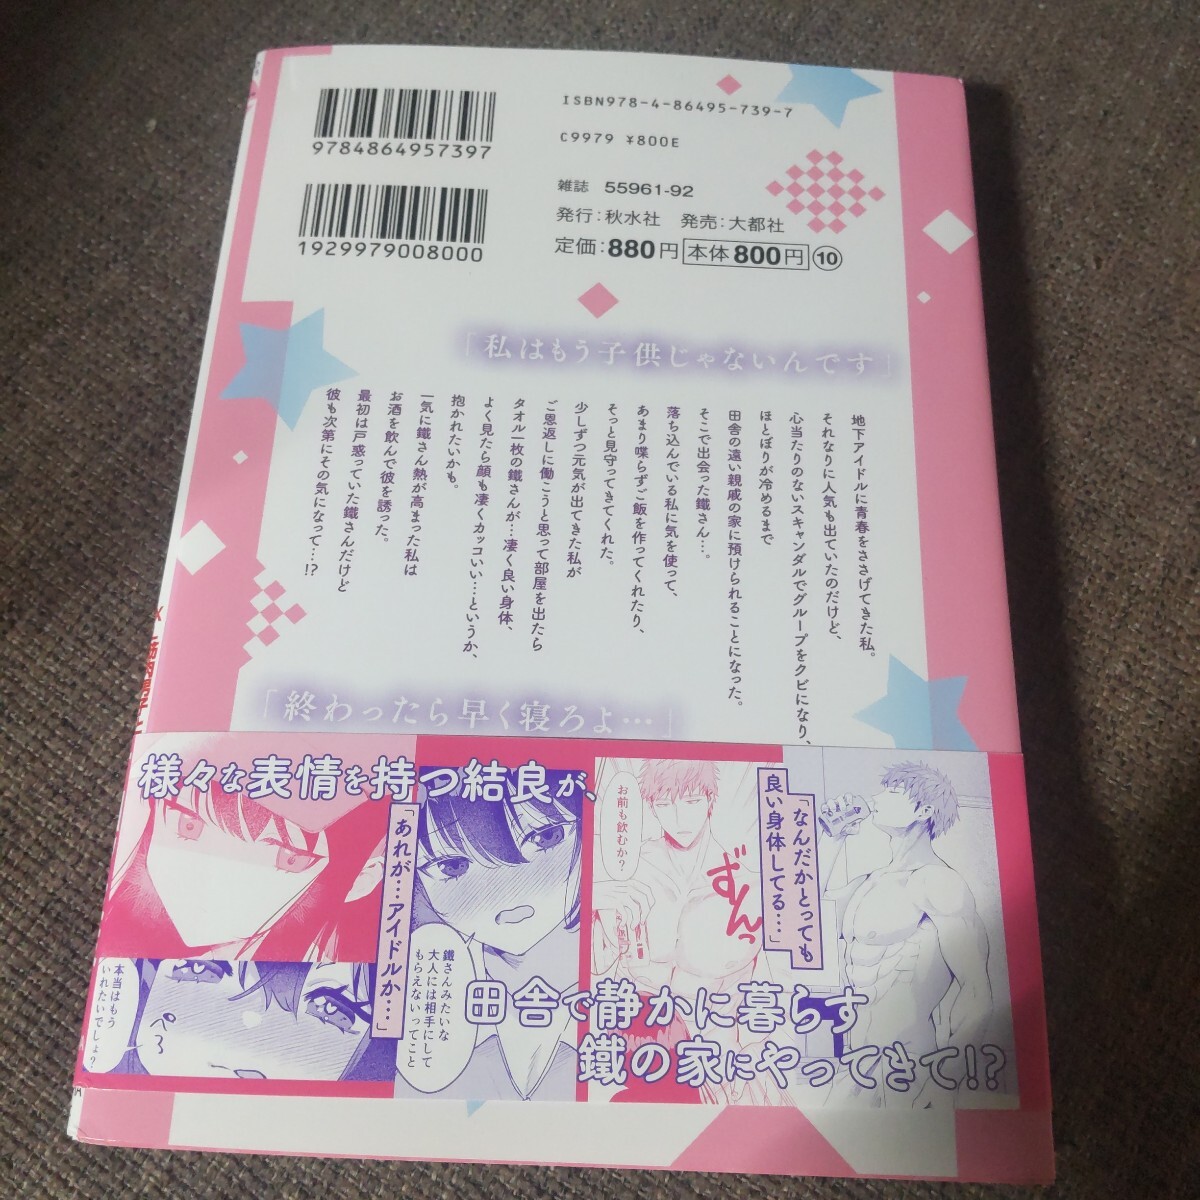 ISBN978-4-86495-739-7
C9979 ¥800E
9784864957397
1929979008000
雑誌 55961-92
発行：秋水社 発売：大都社
定価：880円 本体800円 ⑩
「私はもう子供じゃないんです」
地下アイドルに青春をささげてきた私。
それなりに人気も出ていたのだけど、
心当たりのないスキャンダルでグループをクビになり、
ほとぼりが冷めるまで
田舎の遠い親戚の家に預けられることになった。
そこで出会った鐵さん…。
落ち込んでいる私に気を使って、
あまり喋らずご飯を作ってくれたり、
そっと見守ってきてくれた。
少しずつ元気が出てきた私が
ご恩返しに働こうと思って部屋を出たら
タオル一枚の鐵さんが…凄く良い身体、
よく見たら顔も凄くカッコいい…というか、
抱かれたいかも。
一気に鐵さん熱が高まった私は
お酒を飲んで彼を誘った。
最初は戸惑っていた鐵さんだけど
彼も次第にその気になって…!?
「終わったら早く寝ろよ…」
様々な表情を持つ結良が、
「なんだかとっても
良い身体してる…」
お前も飲むか?
ずんっ
「あれが…アイドルか…」
鐵さんみたいな
大人には相手にして
もらえないってこと
本当はもう
いれたいでしょ?
ぺろ
田舎で静かに暮らす
鐵の家にやってきて!?